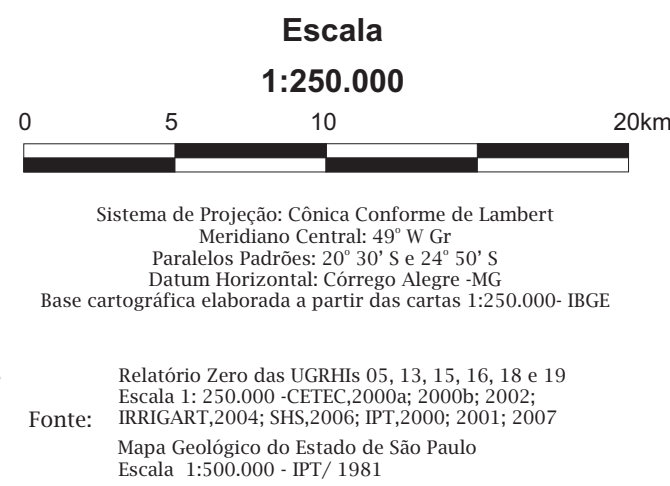 Escala
1:250.000
0 5 10 20km
Sistema de Projeção: Cônica Conforme de Lambert
Meridiano Central: 49° W Gr
Paralelos Padrões: 20° 30’ S e 24° 50’ S
Datum Horizontal: Córrego Alegre -MG
Base cartográfica elaborada a partir das cartas 1:250.000- IBGE
Relatório Zero das UGRHIs 05, 13, 15, 16, 18 e 19
Escala 1: 250.000 -CETEC,2000a; 2000b; 2002;
Fonte: IRRIGART,2004; SHS,2006; IPT,2000; 2001; 2007
Mapa Geológico do Estado de São Paulo
Escala 1:500.000 - IPT/ 1981